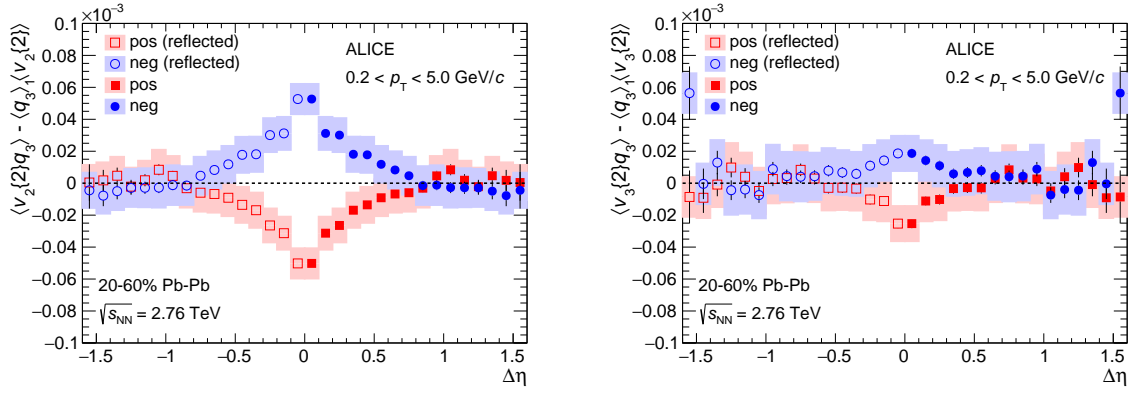 ×10⁻³
⟨v₂{2}q₃⟩ - ⟨q₃⟩₁⟨v₂{2}⟩
0.1
0.08
0.06
0.04
0.02
0
−0.02
−0.04
−0.06
−0.08
−0.1
pos (reflected)
neg (reflected)
pos
neg
ALICE
0.2 < p_T < 5.0 GeV/c
20-60% Pb-Pb
√s_NN = 2.76 TeV
−1.5 −1 −0.5 0 0.5 1 1.5
Δη
×10⁻³
⟨v₃{2}q₃⟩ - ⟨q₃⟩₁⟨v₃{2}⟩
0.1
0.08
0.06
0.04
0.02
0
−0.02
−0.04
−0.06
−0.08
−0.1
pos (reflected)
neg (reflected)
pos
neg
ALICE
0.2 < p_T < 5.0 GeV/c
20-60% Pb-Pb
√s_NN = 2.76 TeV
−1.5 −1 −0.5 0 0.5 1 1.5
Δη